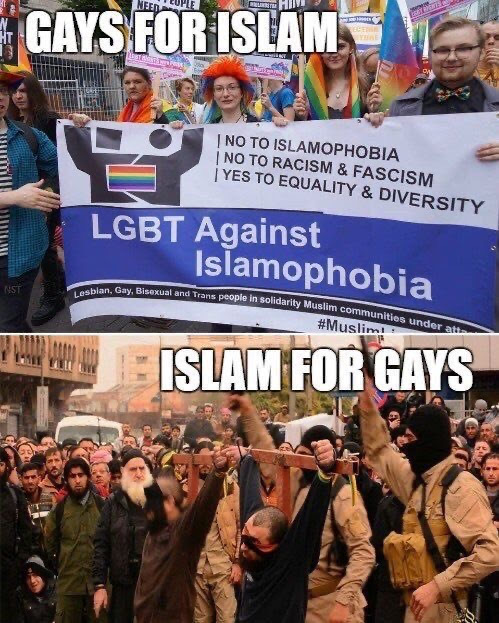 GAYS FOR ISLAM
| NO TO ISLAMOPHOBIA
| NO TO RACISM & FASCISM
| YES TO EQUALITY & DIVERSITY
LGBT Against
Islamophobia
Lesbian, Gay, Bisexual and Trans people in solidarity Muslim communities under
NST
ISLAM FOR GAYS